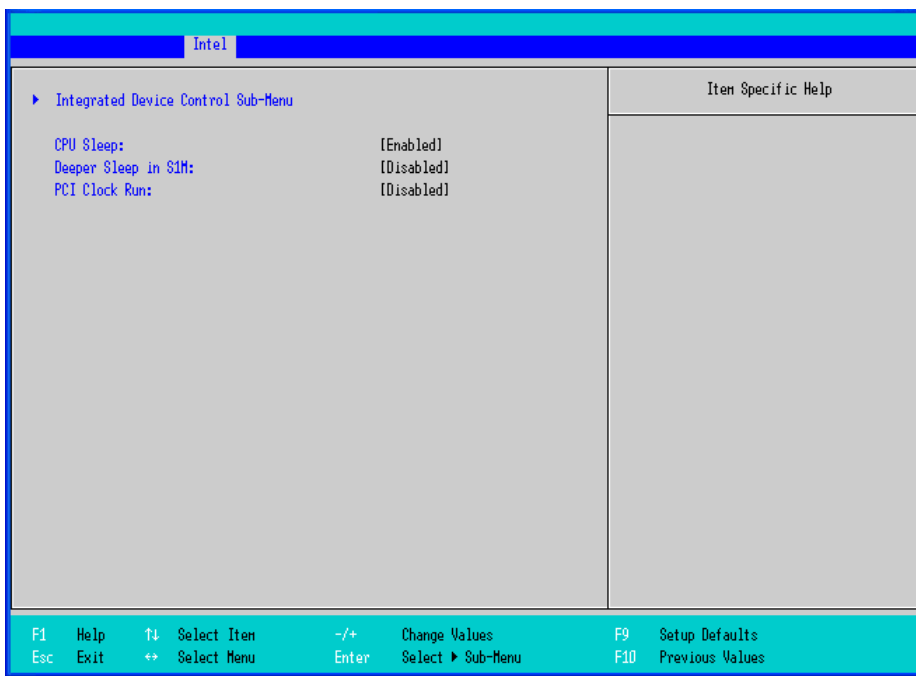 Intel
Item Specific Help
▶ Integrated Device Control Sub-Menu
CPU Sleep: [Enabled]
Deeper Sleep in S1M: [Disabled]
PCI Clock Run: [Disabled]
F1 Help ↑↓ Select Item -/+ Change Values F9 Setup Defaults
Esc Exit ↔ Select Menu Enter Select ▶ Sub-Menu F10 Previous Values